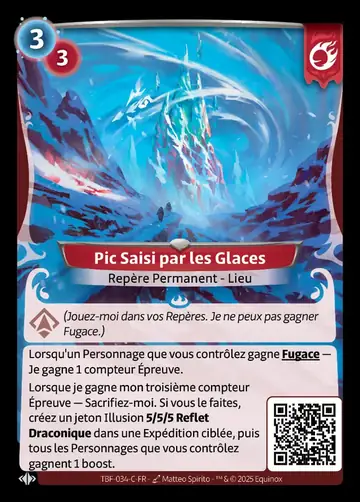 3
3
Pic Saisi par les Glaces
Repère Permanent - Lieu
(Jouez-moi dans vos Repères. Je ne peux pas gagner
Fugace.)
Lorsqu'un Personnage que vous contrôlez gagne Fugace —
Je gagne 1 compteur Épreuve.
Lorsque je gagne mon troisième compteur
Épreuve — Sacrifiez-moi. Si vous le faites,
créez un jeton Illusion 5/5/5 Reflet
Draconique dans une Expédition ciblée, puis
tous les Personnages que vous contrôlez
gagnent 1 boost.
TBF-034-C-FR - Matteo Spirito - ™ & © 2025 Equinox